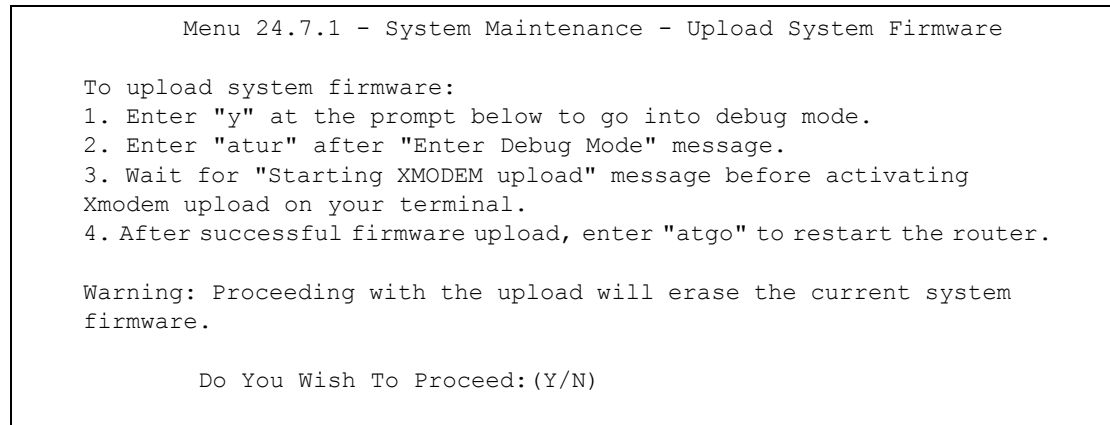 Menu 24.7.1 - System Maintenance - Upload System Firmware
To upload system firmware:
1. Enter "y" at the prompt below to go into debug mode.
2. Enter "atur" after "Enter Debug Mode" message.
3. Wait for "Starting XMODEM upload" message before activating
Xmodem upload on your terminal.
4. After successful firmware upload, enter "atgo" to restart the router.
Warning: Proceeding with the upload will erase the current system
firmware.
Do You Wish To Proceed:(Y/N)